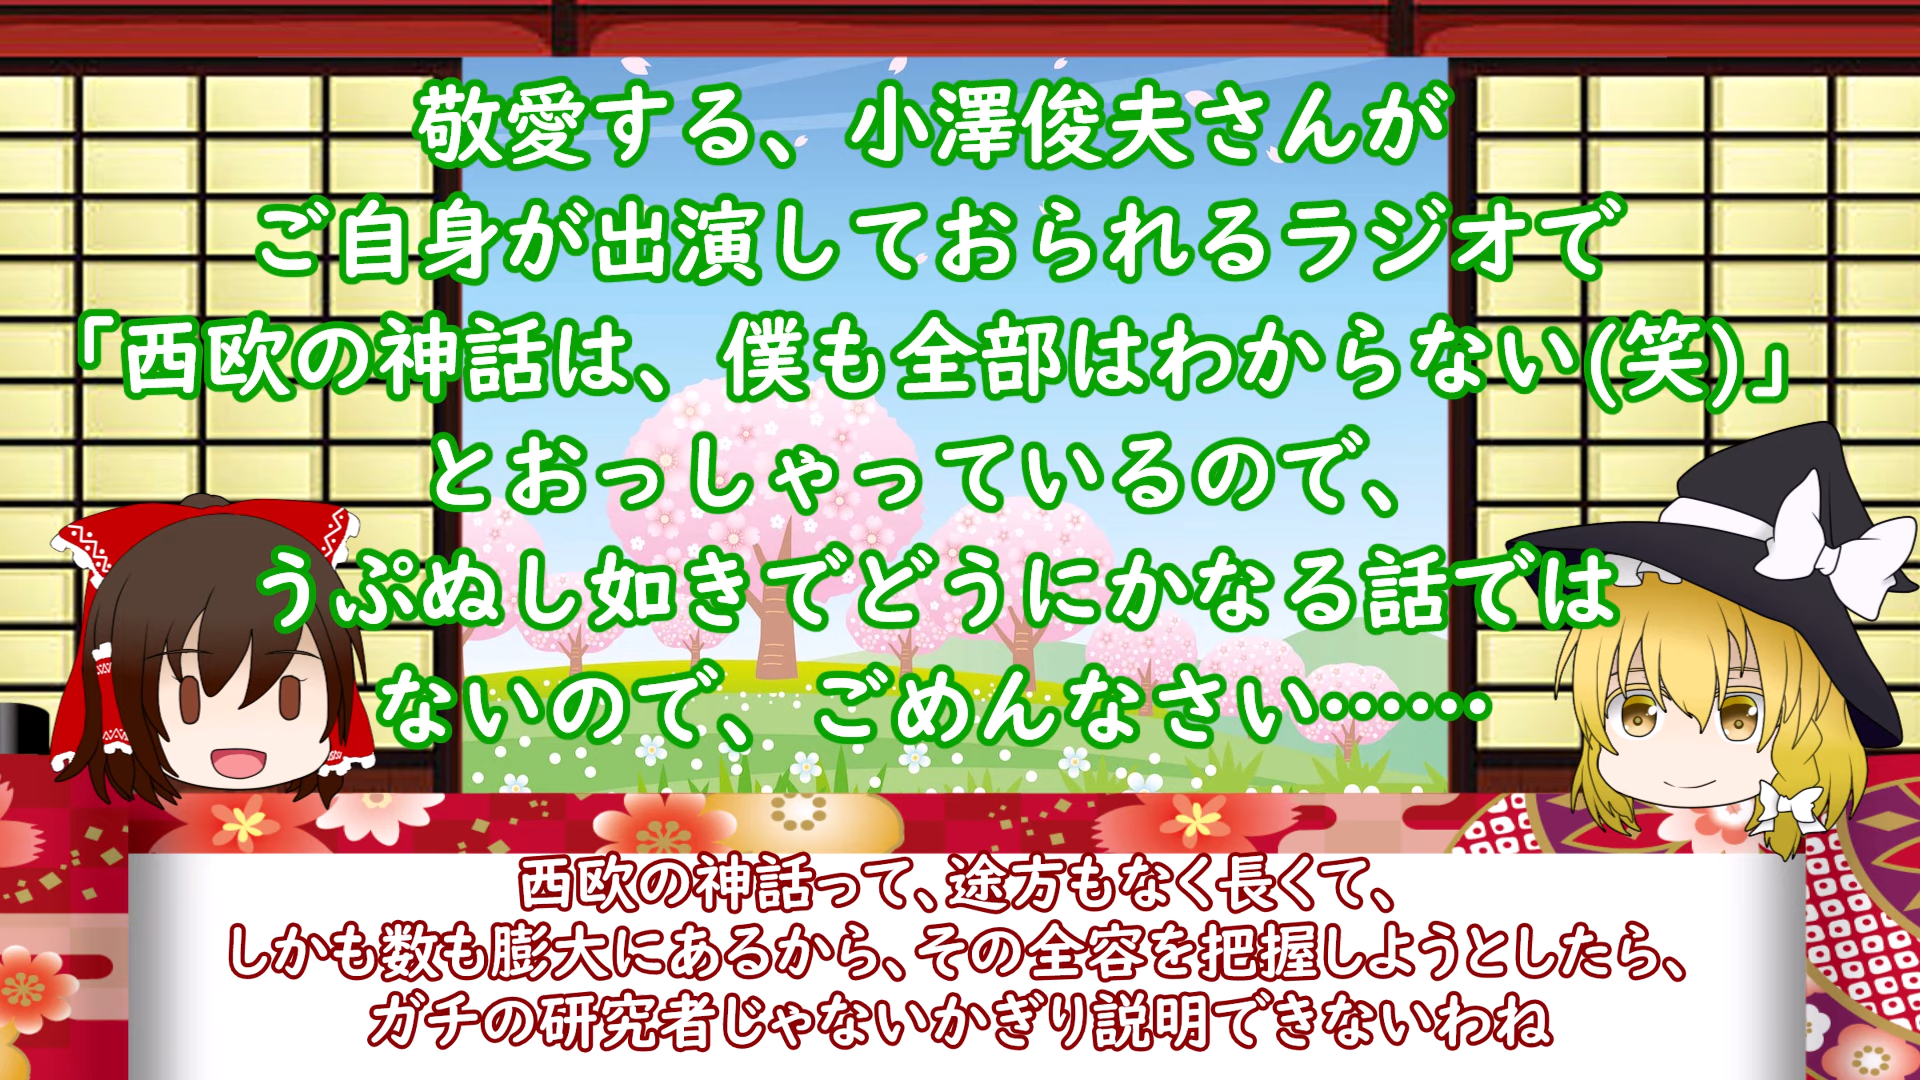 敬愛する、小澤俊夫さんが
ご自身が出演しておられるラジオで
「西欧の神話は、僕も全部はわからない(笑)」
とおっしゃっているので、
うぷぬし如きでどうにかなる話では
ないので、ごめんなさい……
西欧の神話って、途方もなく長くて、
しかも数も膨大にあるから、その全容を把握しようとしたら、
ガチの研究者じゃないかぎり説明できないわね